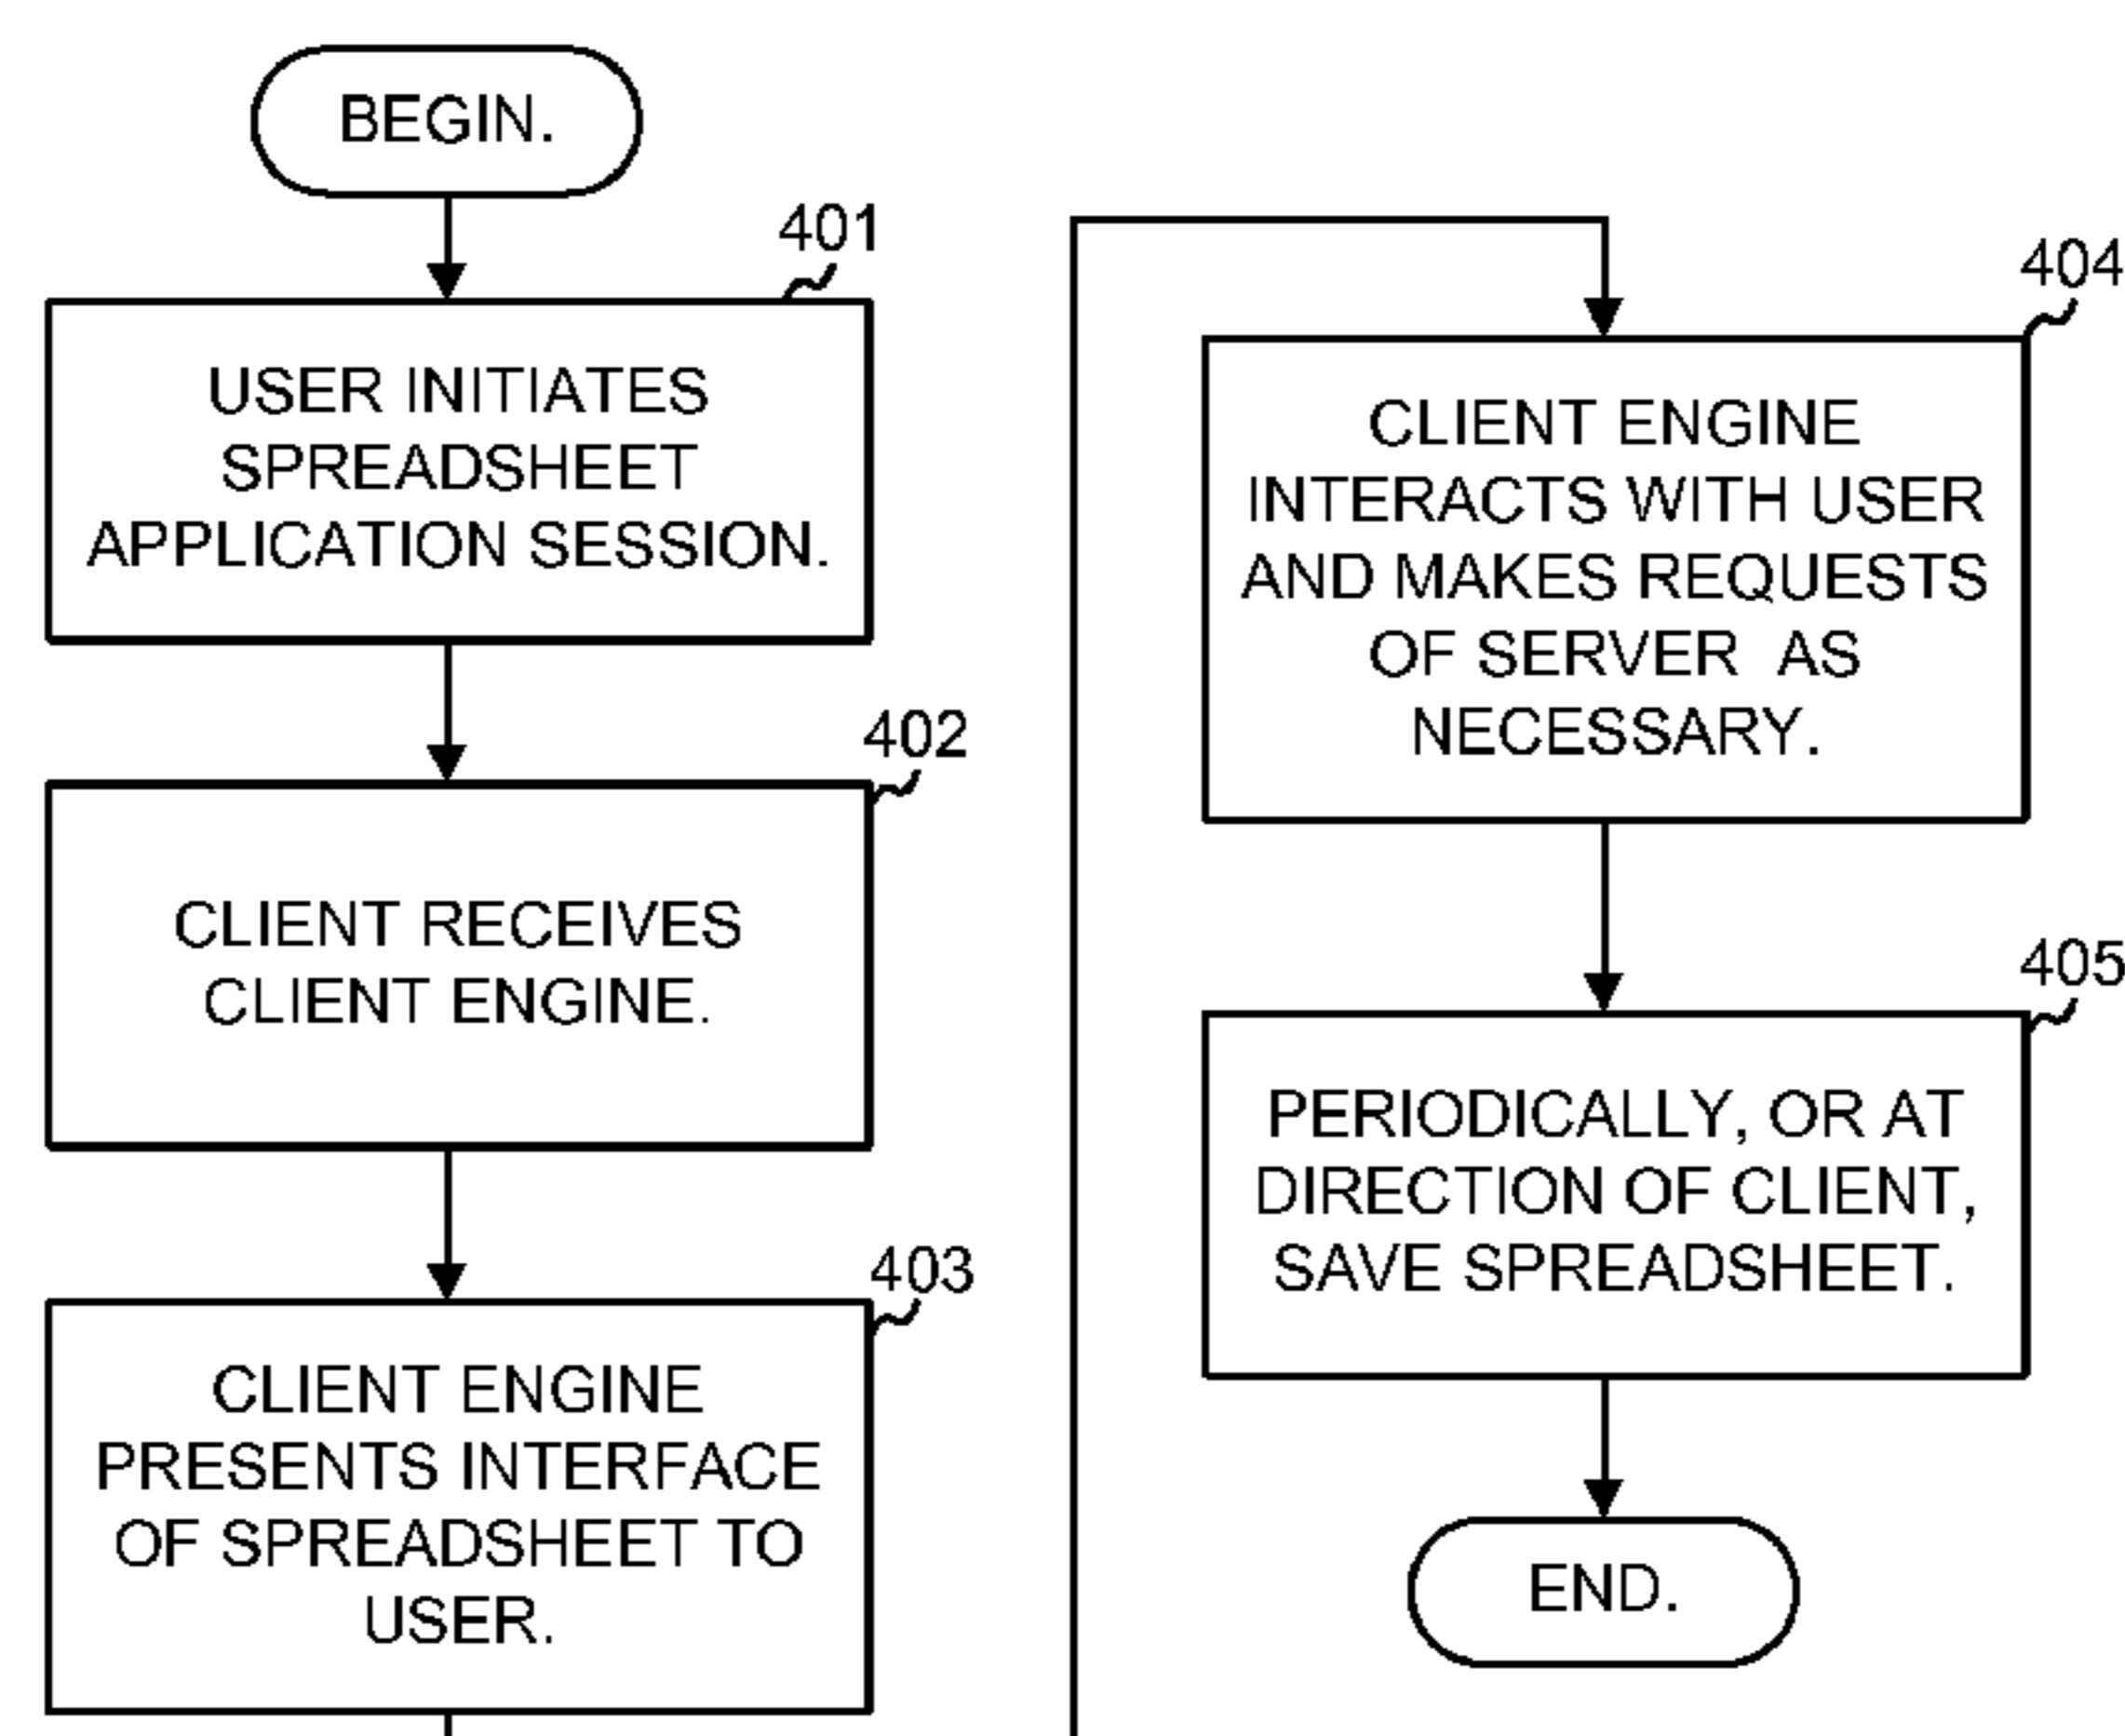 BEGIN.
401
USER INITIATES
SPREADSHEET
APPLICATION SESSION.
402
CLIENT RECEIVES
CLIENT ENGINE.
403
CLIENT ENGINE
PRESENTS INTERFACE
OF SPREADSHEET TO
USER.
404
CLIENT ENGINE
INTERACTS WITH USER
AND MAKES REQUESTS
OF SERVER AS
NECESSARY.
405
PERIODICALLY, OR AT
DIRECTION OF CLIENT,
SAVE SPREADSHEET.
END.